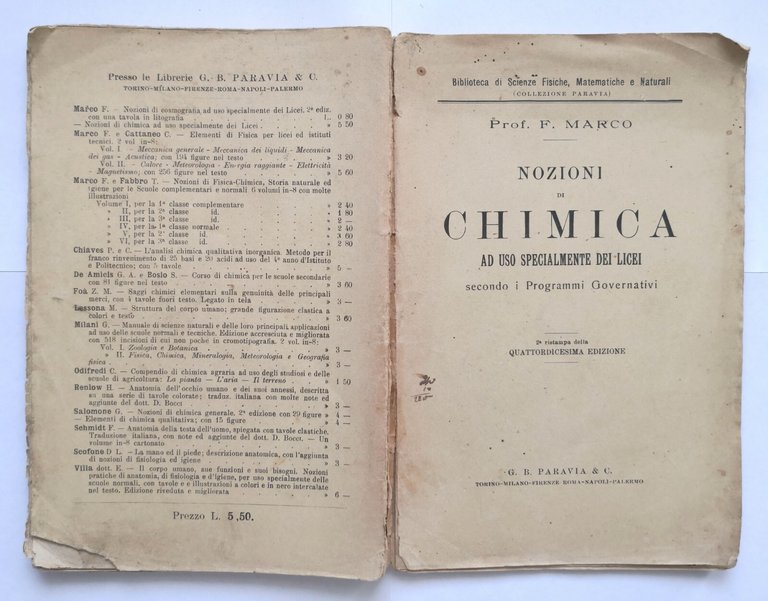 Presso le Librerie G. B. PARAVIA & C.
TORINO-MILANO-FIRENZE-ROMA-NAPOLI-PALERMO
Marco F. — Nozioni di cosmografia, ad uso specialmente dei Licei. 2ª ediz.
con una tavola in litografia L. 0 80
— Nozioni di chimica ad uso specialmente dei Licei » 5 50
Marco F. e Cattaneo C. — Elementi di Fisica per licei ed istituti
tecnici. 2 vol in-8:
Vol. I. - Meccanica generale - Meccanica dei liquidi - Meccanica
dei gas - Acustica; con 194 figure nel testo » 3 20
Vol. II. - Calore - Meteorologia - Energia raggiante - Elettricità
- Magnetismo; con 256 figure nel testo » 5 60
Marco F. e Fabbro T. — Nozioni di Fisica-Chimica, Storia naturale ed
igiene per le Scuole complementari e normali 6 volumi in-8 con molte
illustrazioni
Volume I, per la 1ª classe complementare » 2 40
» II, per la 2ª classe id. » 1 80
» III, per la 3ª classe id. » 2 —
» IV, per la 1ª classe normale » 2 40
» V, per la 2ª classe id. » 3 60
» VI, per la 3ª classe id. » 2 80
Chiaves P. e C. — L'analisi chimica qualitativa inorganica Metodo per il
franco rinvenimento di 25 basi e 20 acidi ad uso del 4º anno d'Istituto
e Politecnico; con 5 tavole » 5 —
De Amicis G. A. e Bosio S. — Corso di chimica per le scuole secondarie
con 81 figure nel testo » 3 60
Foà Z. M. — Saggi chimici elementari sulla genuinità delle principali
merci, con 4 tavole fuori testo. Legato in tela » 3 —
Lessona M. — Struttura del corpo umano; grande figurazione elastica a
colori e testo » 3 60
Milani G. — Manuale di scienze naturali e delle loro principali applicazioni
ad uso delle scuole normali e tecniche. Edizione accresciuta e migliorata
con 518 incisioni di cui non poche in cromotipografia. 2 vol. in-8:
Vol. I. Zoologia e Botanica » 3 —
» II. Fisica, Chimica, Mineralogia, Meteorologia e Geografia
fisica » 3 —
Odifredi C. — Compendio di chimica agraria ad uso degli studiosi e delle
scuole di agricoltura: La pianta — L'aria — Il terreno » 1 50
Renlow H. — Anatomia dell'occhio umano e dei suoi annessi, descritta
su una serie di tavole colorate; traduz. italiana con molte note ed
aggiunte del dott. D. Bocci » 3 —
Salomone G. — Nozioni di chimica generale. 2ª edizione con 29 figure » 4 —
— Elementi di chimica qualitativa; con 15 figure » 4 —
Schmidt F. — Anatomia della testa dell'uomo, spiegata con tavole elastiche.
Traduzione italiana, con note ed aggiunte del dott. D. Bocci. — Un
volume in-8 cartonato » 3 —
Scofone D L. — La mano ed il piede; descrizione anatomica, con l'aggiunta
di nozioni di fisiologia ed igiene » 3 —
Villa dott. E. — Il corpo umano, sue funzioni e suoi bisogni. Nozioni
pratiche di anatomia, di fisiologia e d'igiene, per uso specialmente delle
scuole normali, con tavole e illustrazioni a colori e in nero intercalate
nel testo. Edizione riveduta e migliorata » 6 —
Prezzo L. 5,50.
Biblioteca di Scienze Fisiche, Matematiche e Naturali
(COLLEZIONE PARAVIA)
Prof. F. MARCO
NOZIONI
DI
CHIMICA
AD USO SPECIALMENTE DEI LICEI
secondo i Programmi Governativi
2ª ristampa della
QUATTORDICESIMA EDIZIONE
G. B. PARAVIA & C.
TORINO-MILANO-FIRENZE-ROMA-NAPOLI-PALERMO